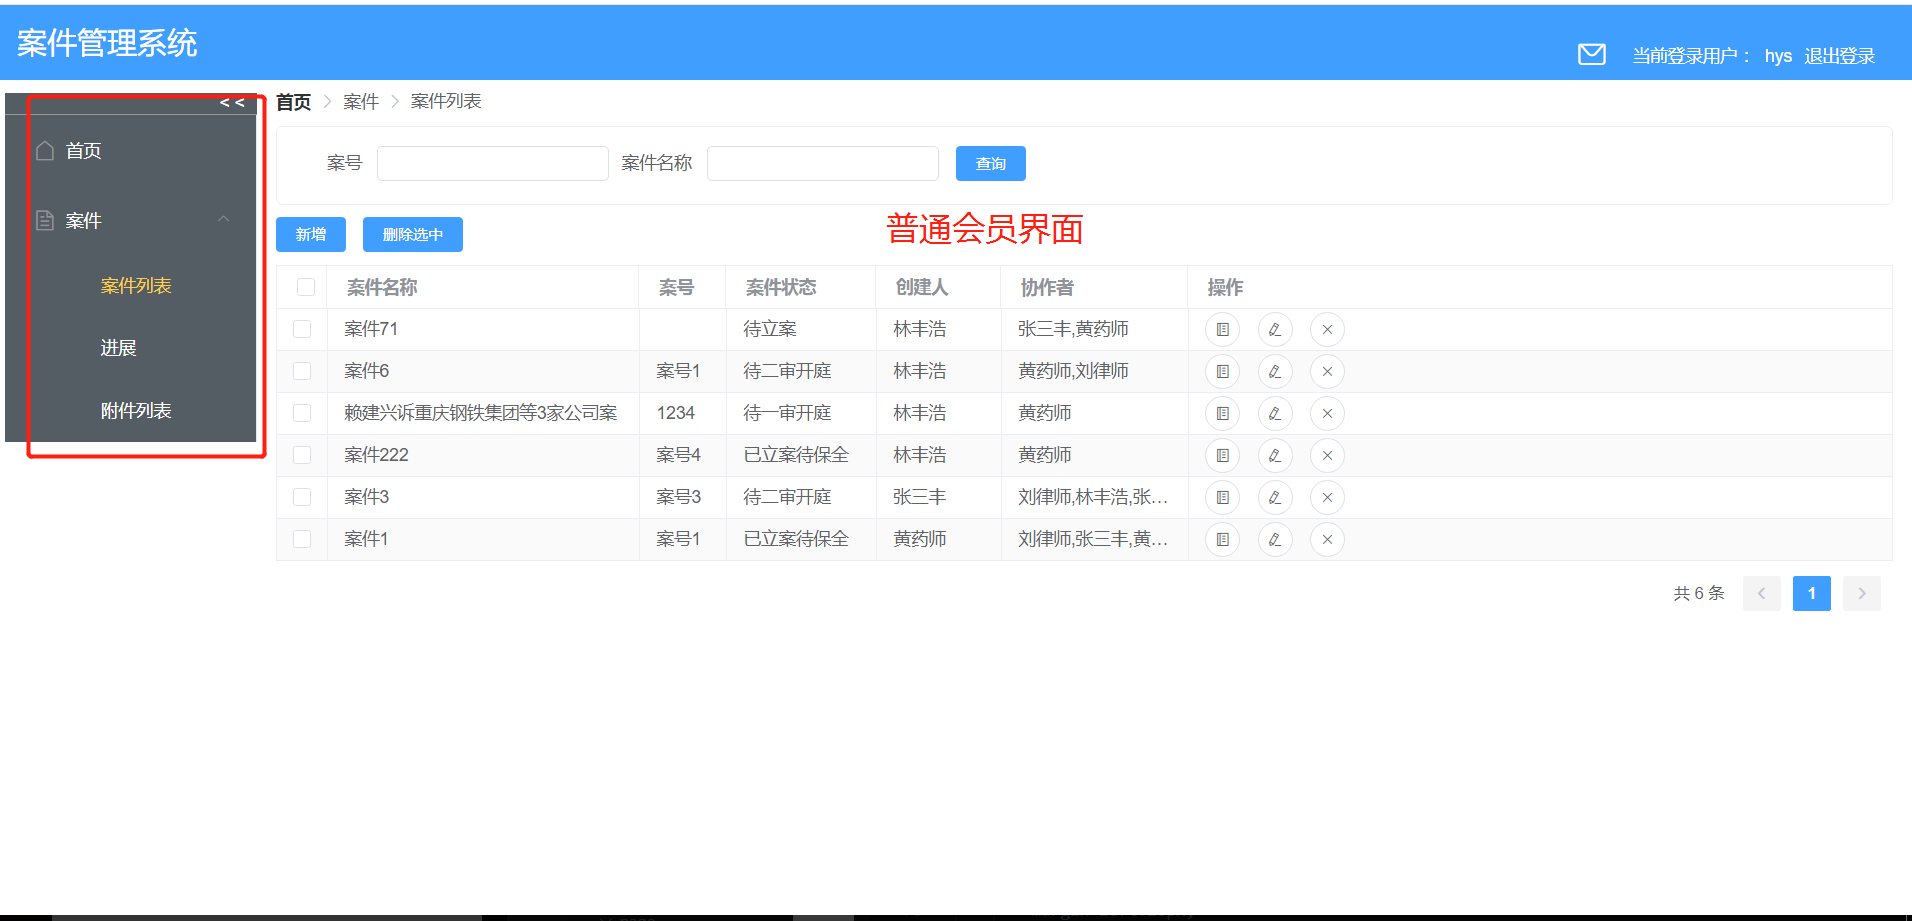 案件管理系统
当前登录用户： hys 退出登录
<<
首页
案件
案件列表
进展
附件列表
首页 > 案件 > 案件列表
案号 案件名称 查询
新增 删除选中
普通会员界面
案件名称 案号 案件状态 创建人 协作者 操作
案件71 待立案 林丰浩 张三丰,黄药师
案件6 案号1 待二审开庭 林丰浩 黄药师,刘律师
赖建兴诉重庆钢铁集团等3家公司案 1234 待一审开庭 林丰浩 黄药师
案件222 案号4 已立案待保全 林丰浩 黄药师
案件3 案号3 待二审开庭 张三丰 刘律师,林丰浩,张...
案件1 案号1 已立案待保全 黄药师 刘律师,张三丰,黄...
共 6 条 < 1 >